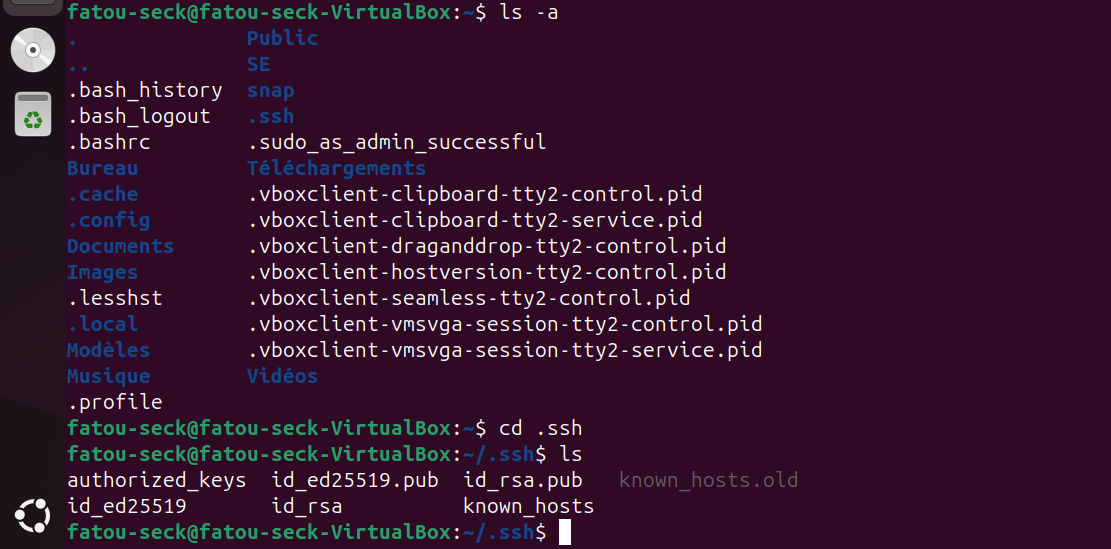 fatou-seck@fatou-seck-VirtualBox:~$ ls -a
. Public
.. SE
.bash_history snap
.bash_logout .ssh
.bashrc .sudo_as_admin_successful
Bureau Téléchargements
.cache .vboxclient-clipboard-tty2-control.pid
.config .vboxclient-clipboard-tty2-service.pid
Documents .vboxclient-draganddrop-tty2-control.pid
Images .vboxclient-hostversion-tty2-control.pid
.lesshst .vboxclient-seamless-tty2-control.pid
.local .vboxclient-vmsvga-session-tty2-control.pid
Modèles .vboxclient-vmsvga-session-tty2-service.pid
Musique Vidéos
.profile
fatou-seck@fatou-seck-VirtualBox:~$ cd .ssh
fatou-seck@fatou-seck-VirtualBox:~/.ssh$ ls
authorized_keys id_ed25519.pub id_rsa.pub known_hosts.old
id_ed25519 id_rsa known_hosts
fatou-seck@fatou-seck-VirtualBox:~/.ssh$